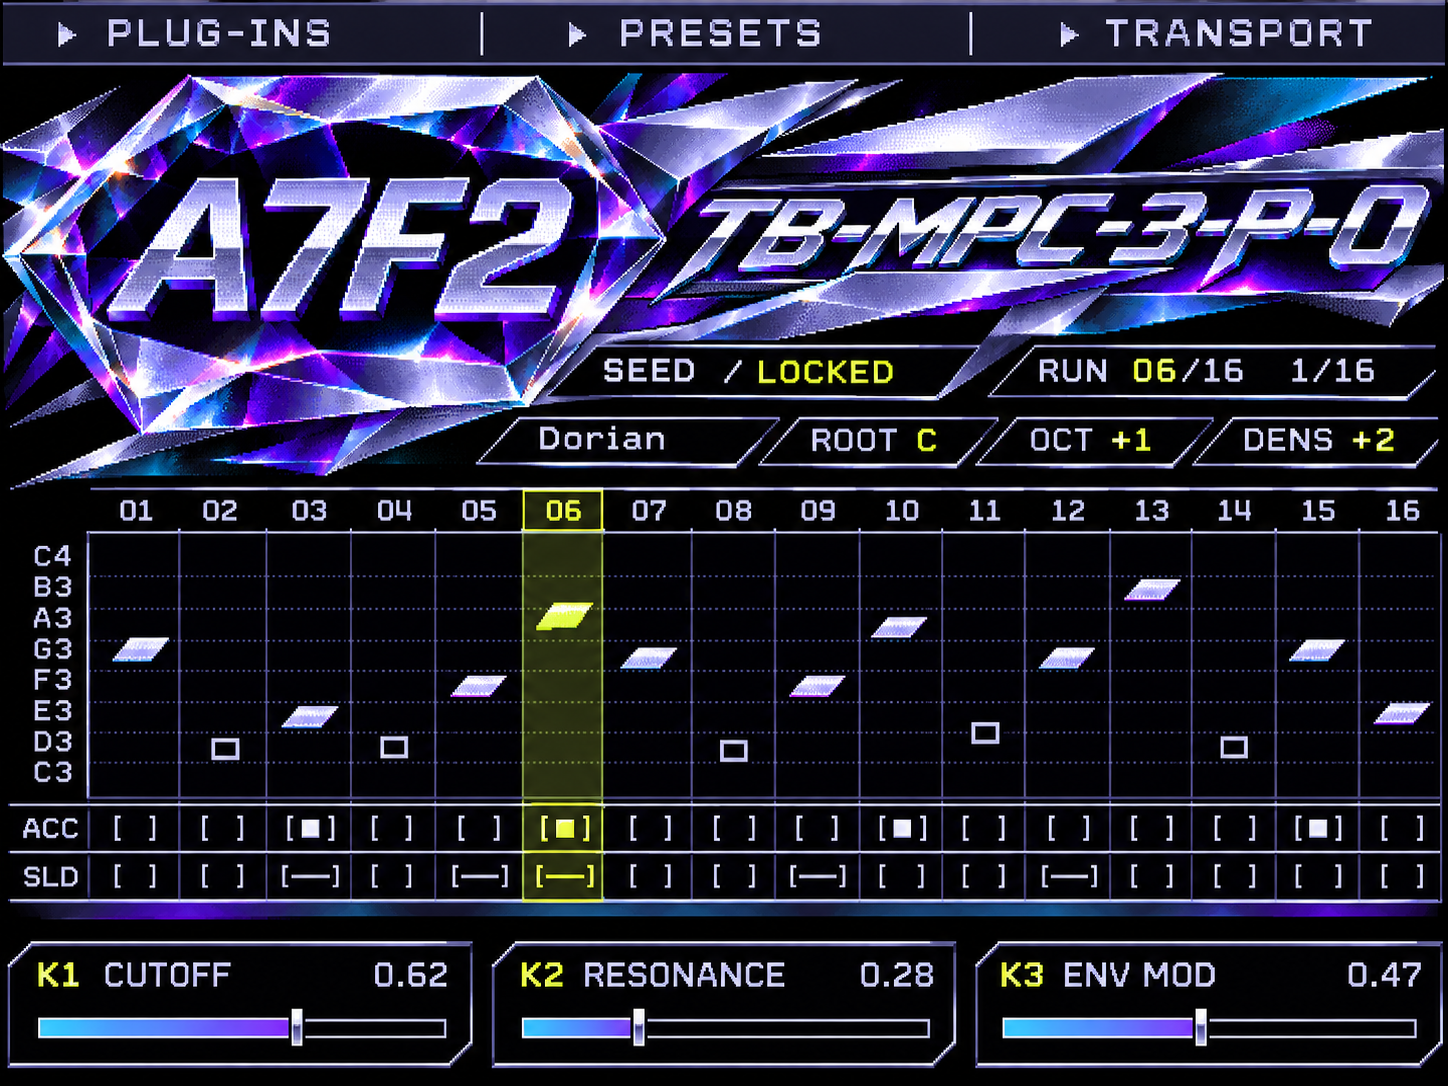 PLUG-INS | PRESETS | TRANSPORT
A7F2
TB-MPC-3-P-O
SEED / LOCKED
RUN 06/16 1/16
Dorian
ROOT C
OCT +1
DENS +2
01 02 03 04 05 06 07 08 09 10 11 12 13 14 15 16
C4
B3
A3
G3
F3
E3
D3
C3
ACC [ ] [ ] [■] [ ] [ ] [■] [ ] [ ] [ ] [■] [ ] [ ] [ ] [ ] [■] [ ]
SLD [ ] [ ] [—] [ ] [—] [—] [ ] [ ] [—] [ ] [ ] [—] [ ] [ ] [ ] [ ]
K1 CUTOFF 0.62
K2 RESONANCE 0.28
K3 ENV MOD 0.47